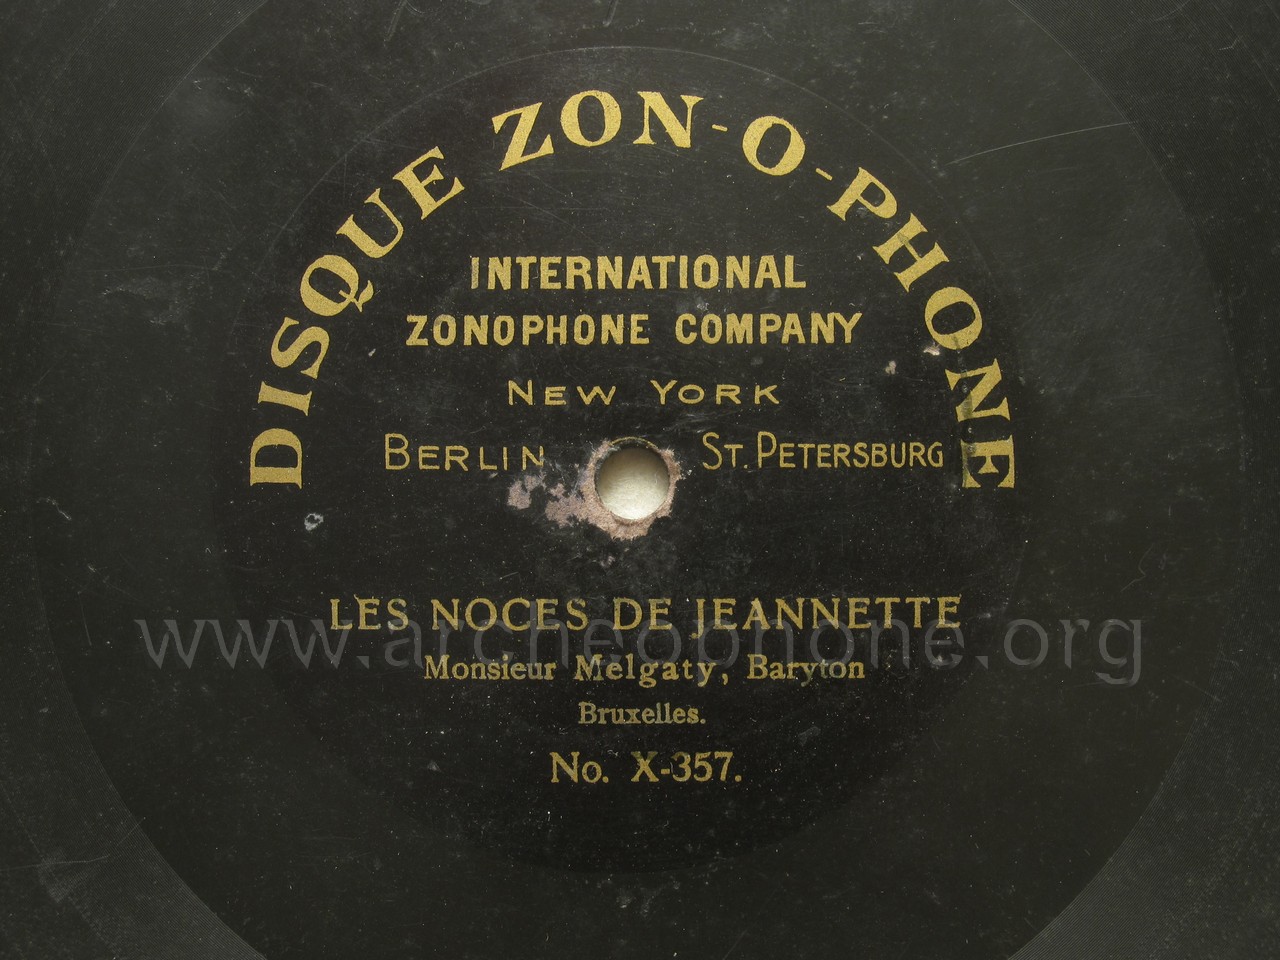 DISQUE ZON-O-PHONE
INTERNATIONAL
ZONOPHONE COMPANY
NEW YORK
BERLIN ST. PETERSBURG
LES NOCES DE JEANNETTE
www.archeophone.org
Monsieur Melgaty, Baryton
Bruxelles.
No. X-357.